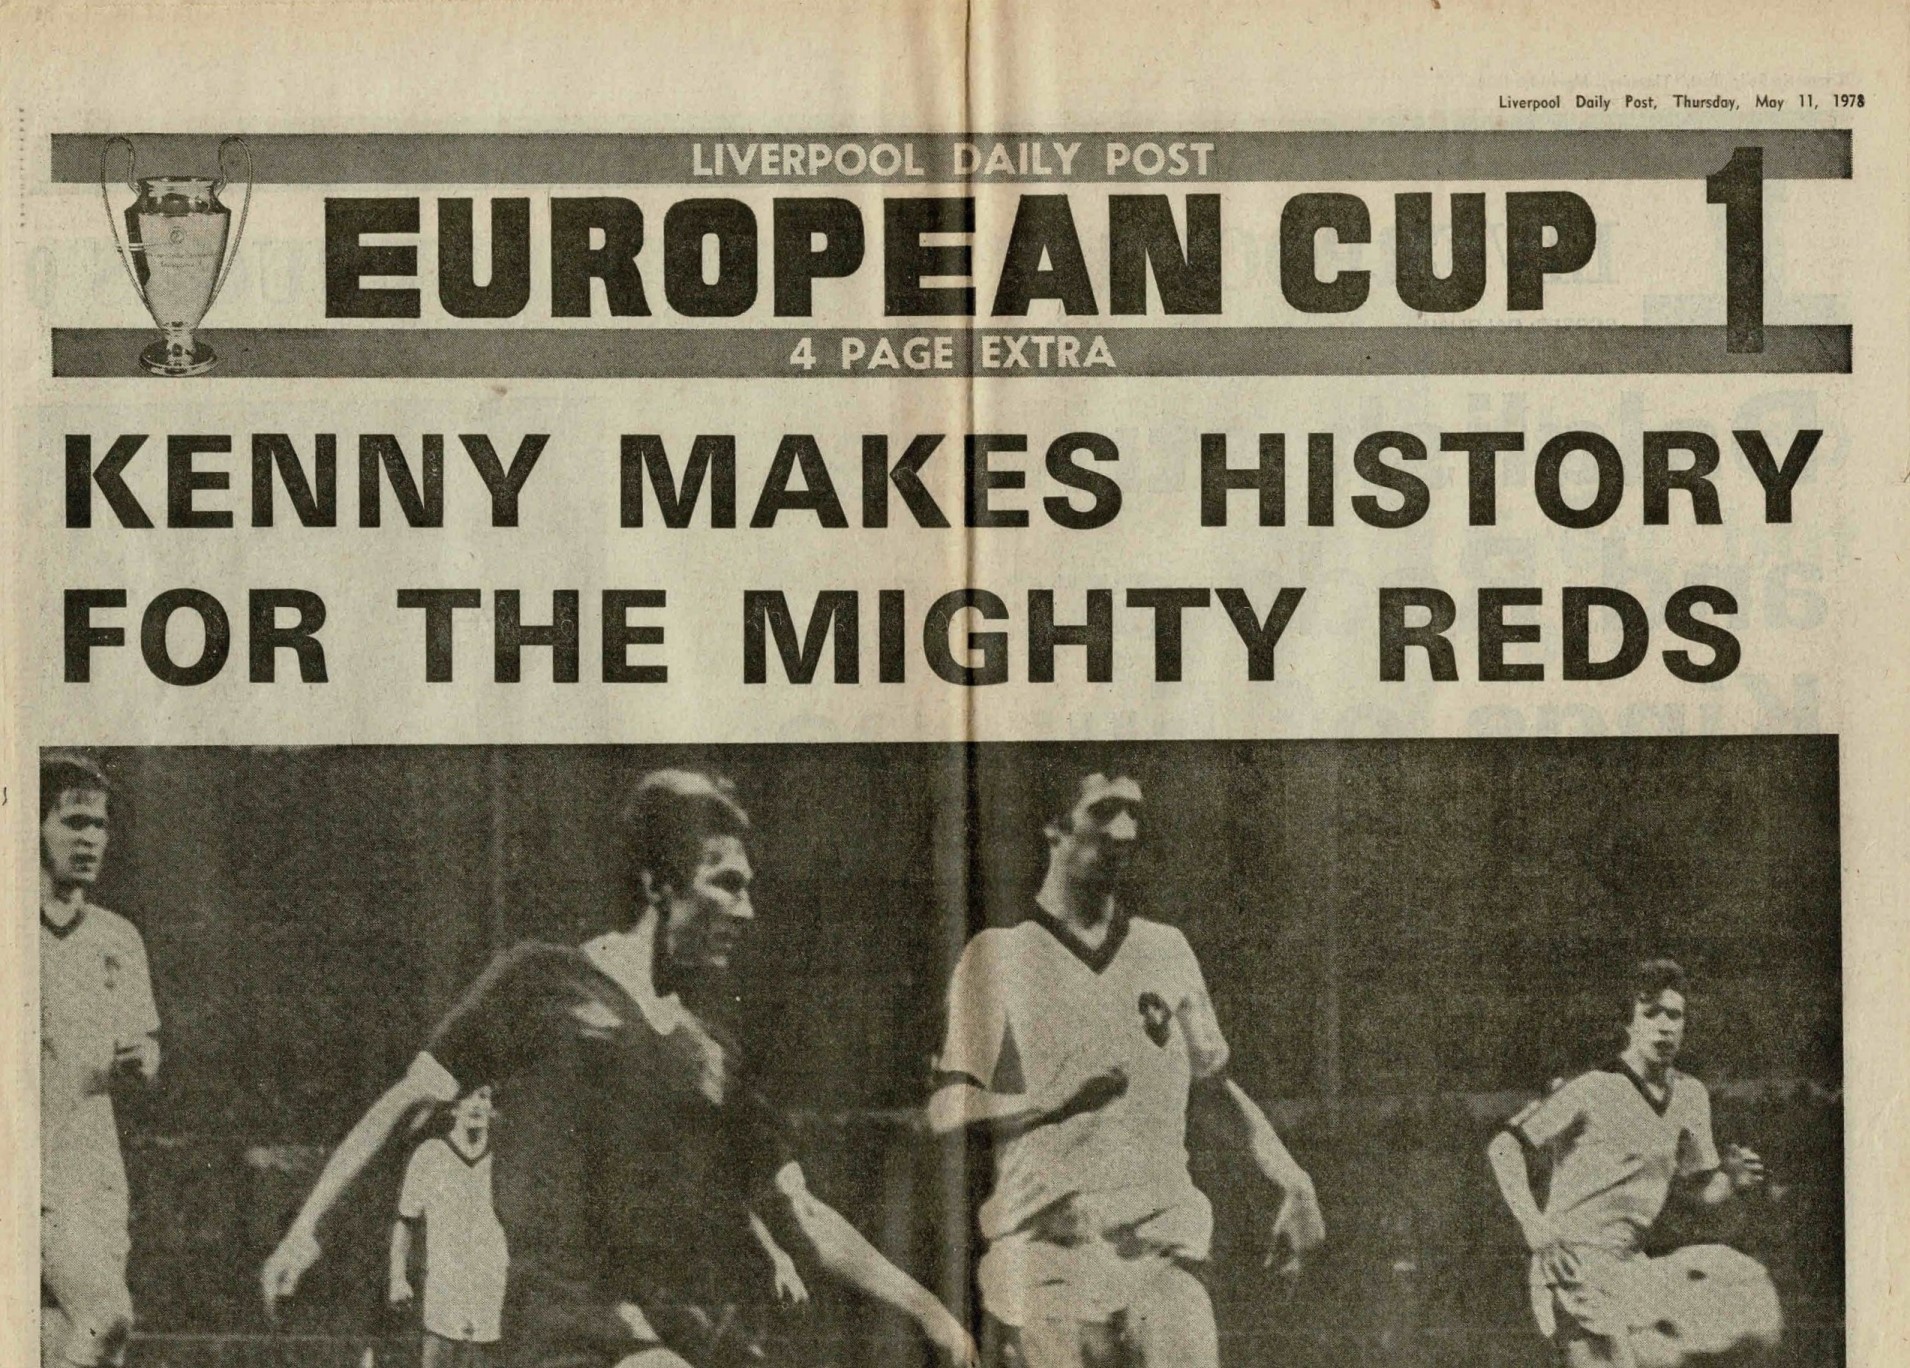 Liverpool Daily Post, Thursday, May 11, 1978
LIVERPOOL DAILY POST
EUROPEAN CUP 1
4 PAGE EXTRA
KENNY MAKES HISTORY
FOR THE MIGHTY REDS